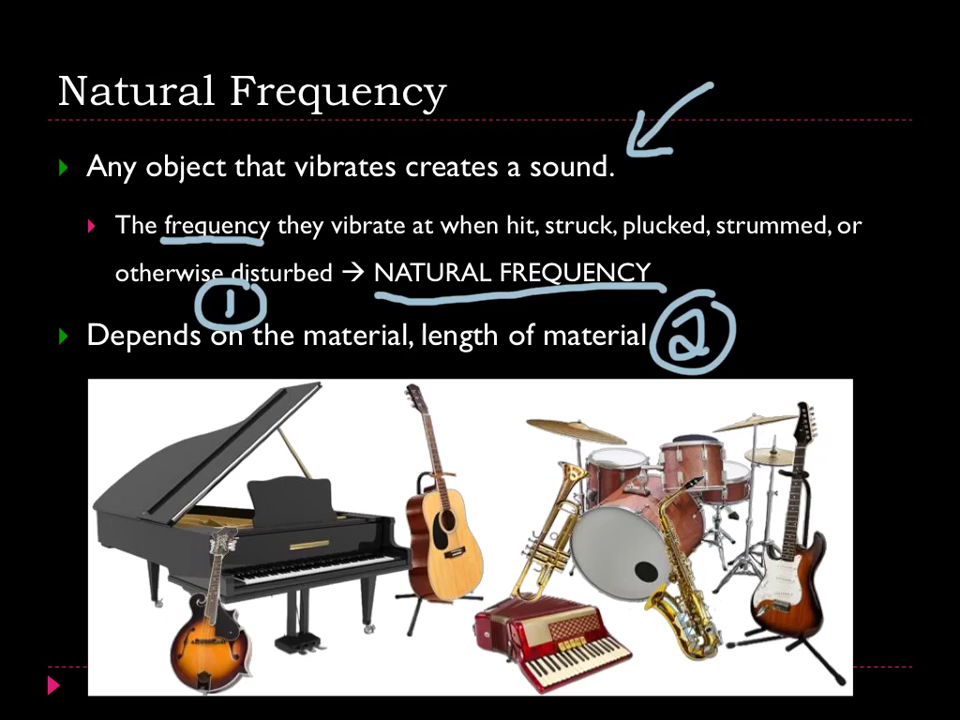 Natural Frequency
Any object that vibrates creates a sound.
The frequency they vibrate at when hit, struck, plucked, strummed, or
otherwise disturbed → NATURAL FREQUENCY
1
Depends on the material, length of material
2